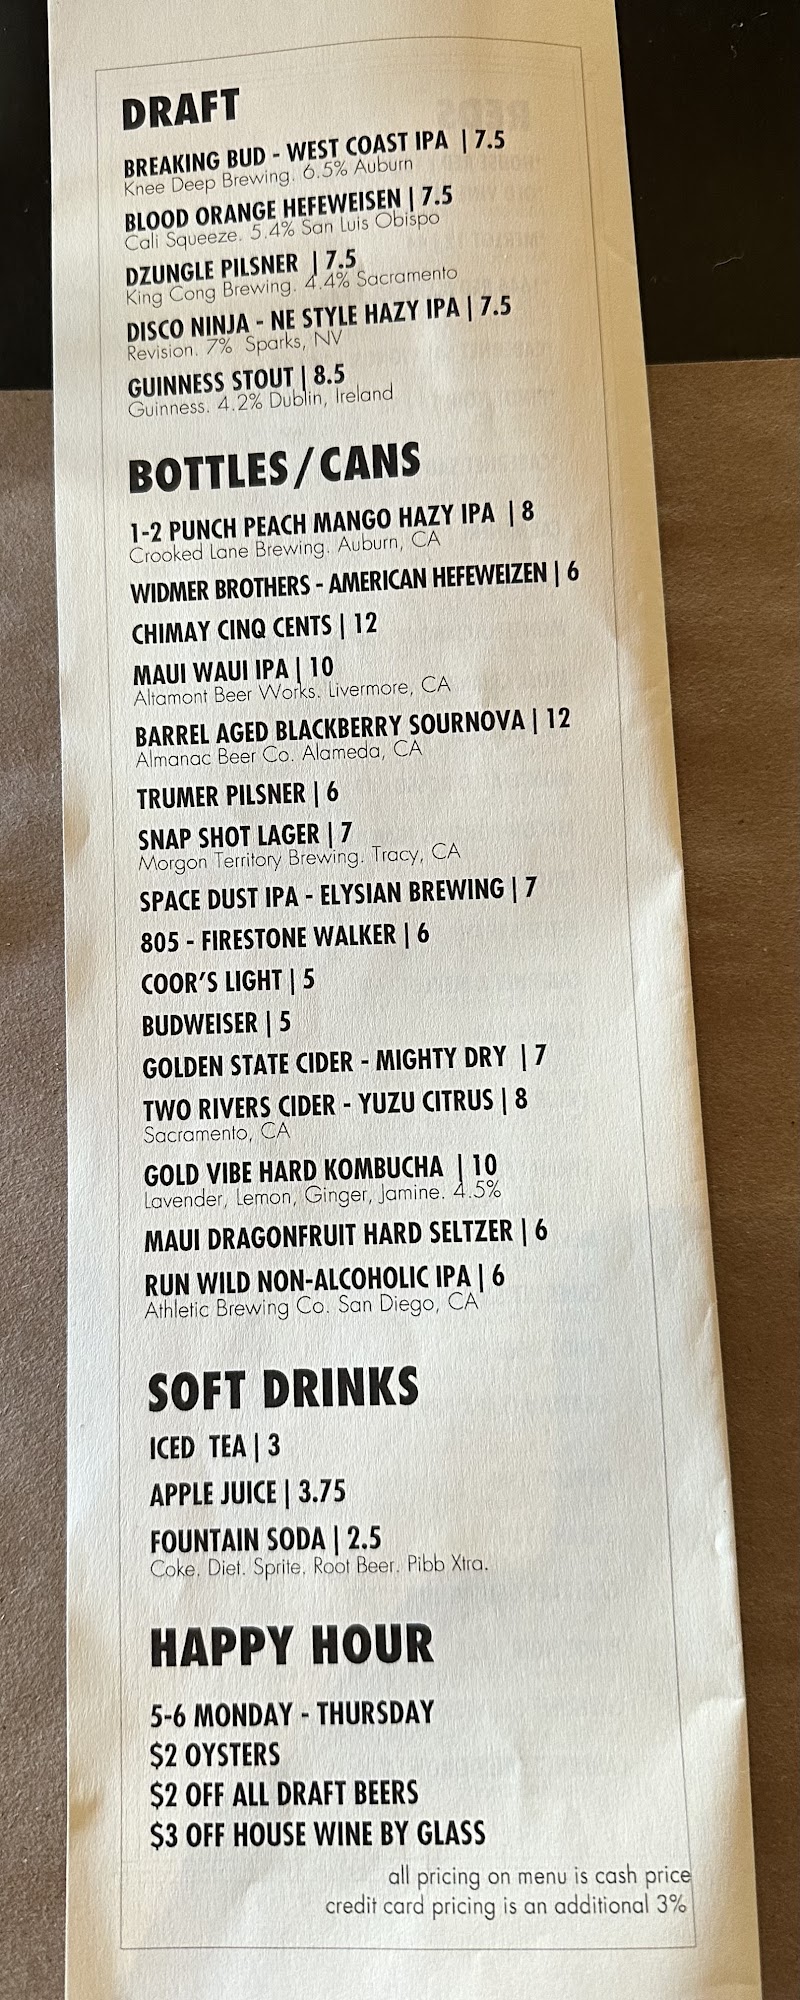 DRAFT
BREAKING BUD - WEST COAST IPA | 7.5
Knee Deep Brewing. 6.5% Auburn
BLOOD ORANGE HEFEWEISEN | 7.5
Cali Squeeze. 5.4% San Luis Obispo
DZUNGLE PILSNER | 7.5
King Cong Brewing. 4.4% Sacramento
DISCO NINJA - NE STYLE HAZY IPA | 7.5
Revision. 7% Sparks, NV
GUINNESS STOUT | 8.5
Guinness. 4.2% Dublin, Ireland
BOTTLES/CANS
1-2 PUNCH PEACH MANGO HAZY IPA | 8
Crooked Lane Brewing. Auburn, CA
WIDMER BROTHERS - AMERICAN HEFEWEIZEN | 6
CHIMAY CINQ CENTS | 12
MAUI WAUI IPA | 10
Altamont Beer Works. Livermore, CA
BARREL AGED BLACKBERRY SOURNOVA | 12
Almanac Beer Co. Alameda, CA
TRUMER PILSNER | 6
SNAP SHOT LAGER | 7
Morgon Territory Brewing. Tracy, CA
SPACE DUST IPA - ELYSIAN BREWING | 7
805 - FIRESTONE WALKER | 6
COOR'S LIGHT | 5
BUDWEISER | 5
GOLDEN STATE CIDER - MIGHTY DRY | 7
TWO RIVERS CIDER - YUZU CITRUS | 8
Sacramento, CA
GOLD VIBE HARD KOMBUCHA | 10
Lavender, Lemon, Ginger, Jamine. 4.5%
MAUI DRAGONFRUIT HARD SELTZER | 6
RUN WILD NON-ALCOHOLIC IPA | 6
Athletic Brewing Co. San Diego, CA
SOFT DRINKS
ICED TEA | 3
APPLE JUICE | 3.75
FOUNTAIN SODA | 2.5
Coke. Diet. Sprite. Root Beer. Pibb Xtra.
HAPPY HOUR
5-6 MONDAY - THURSDAY
$2 OYSTERS
$2 OFF ALL DRAFT BEERS
$3 OFF HOUSE WINE BY GLASS
all pricing on menu is cash price
credit card pricing is an additional 3%